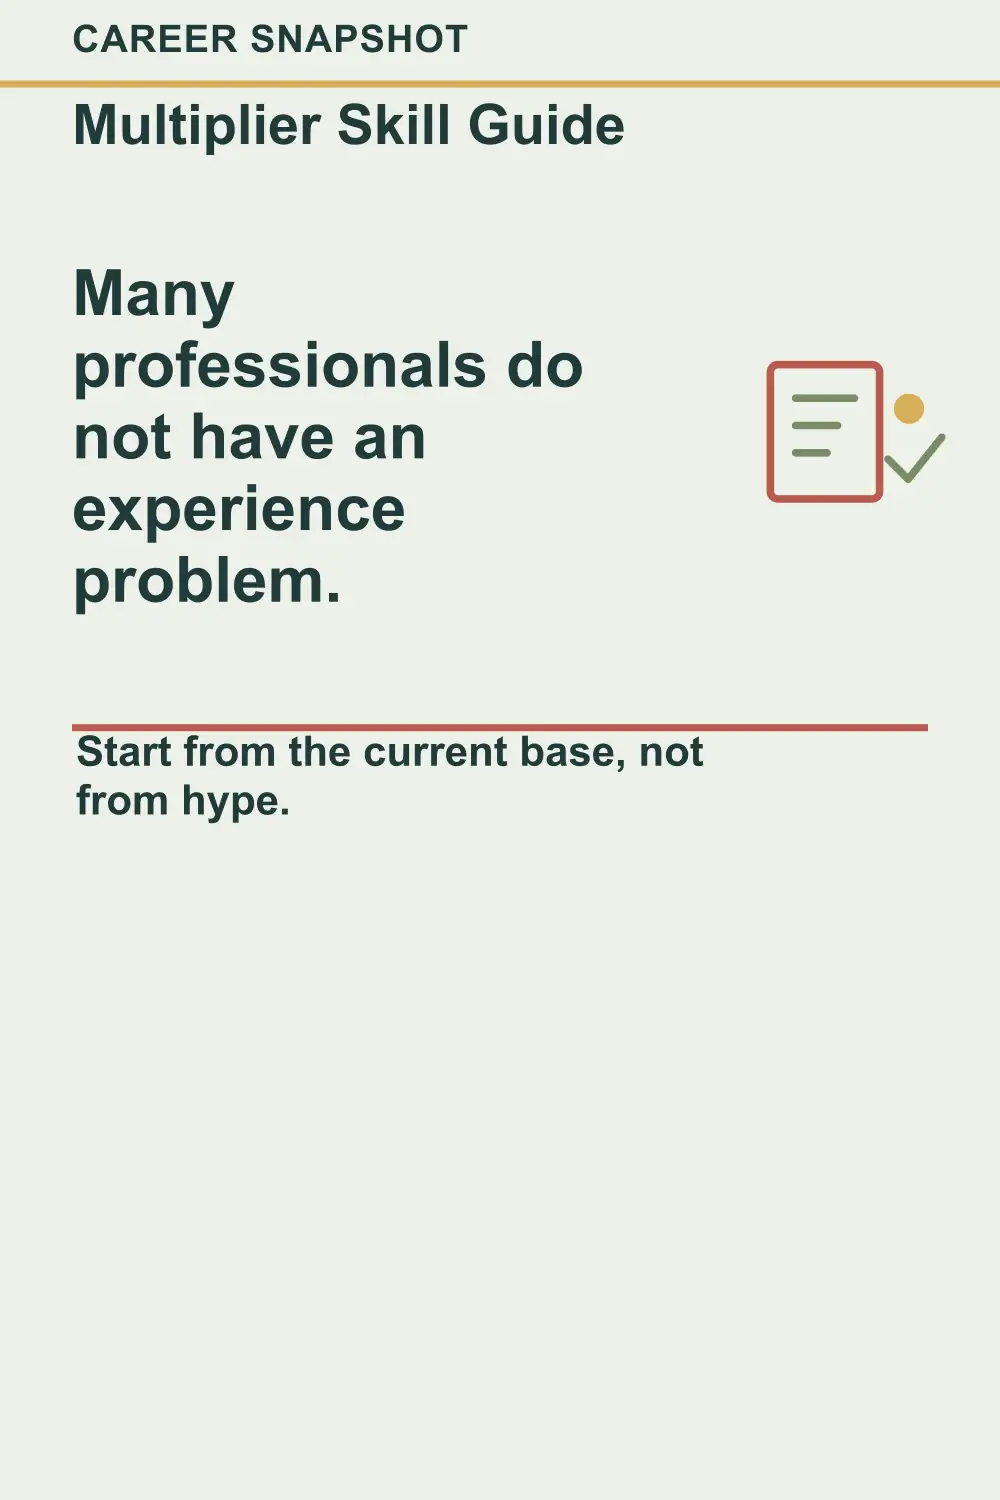 CAREER SNAPSHOT
Multiplier Skill Guide
Many
professionals do
not have an
experience
problem.
Start from the current base, not
from hype.